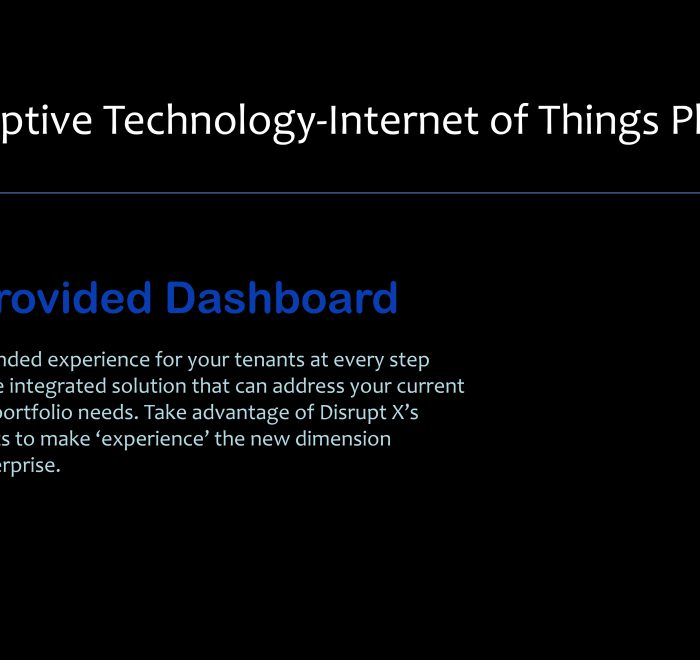 ptive Technology-Internet of Things Pl
rovided Dashboard
nded experience for your tenants at every step
e integrated solution that can address your current
portfolio needs. Take advantage of Disrupt X’s
ts to make ‘experience’ the new dimension
erprise.